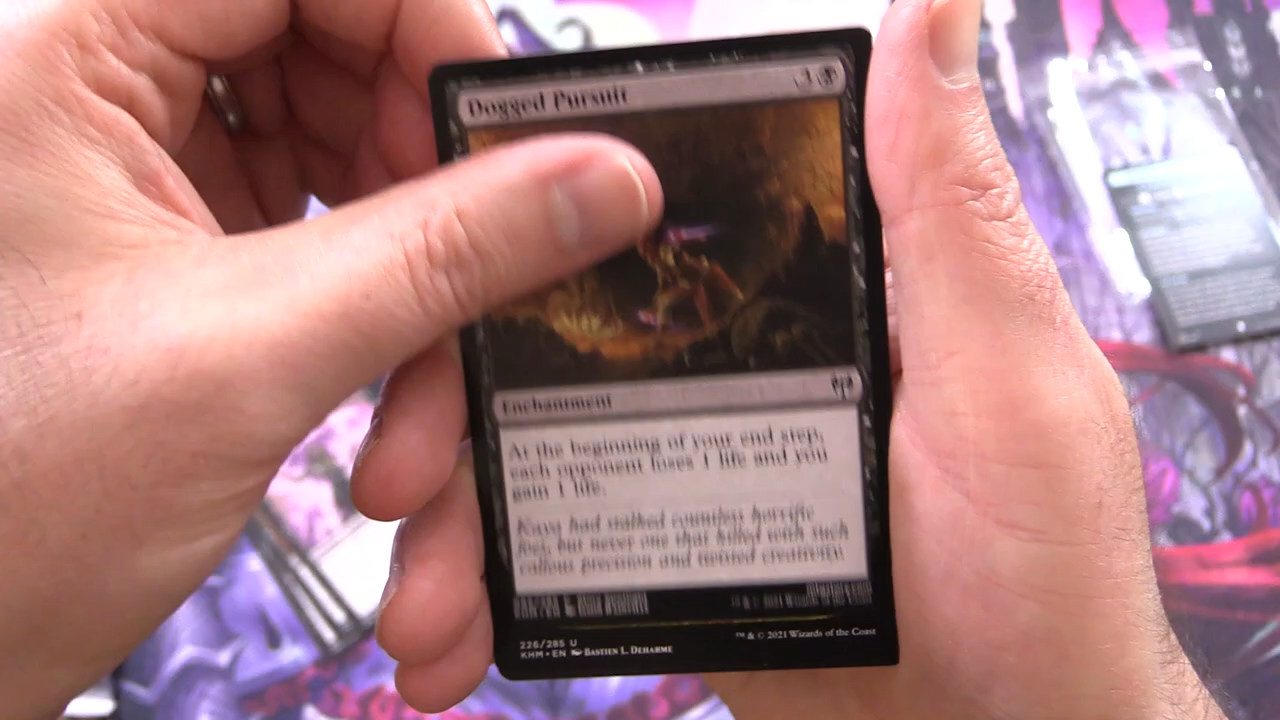 Dogged Pursuit
3
Enchantment
At the beginning of your end step,
each opponent loses 1 life and you
gain 1 life.
had stalked countless horrific
foes, but never one that killed with such
callous precision and twisted creativity.
™ & © 2021 Wizards of the Coast
226/285 U
KHM • EN Bastien L. Deharme